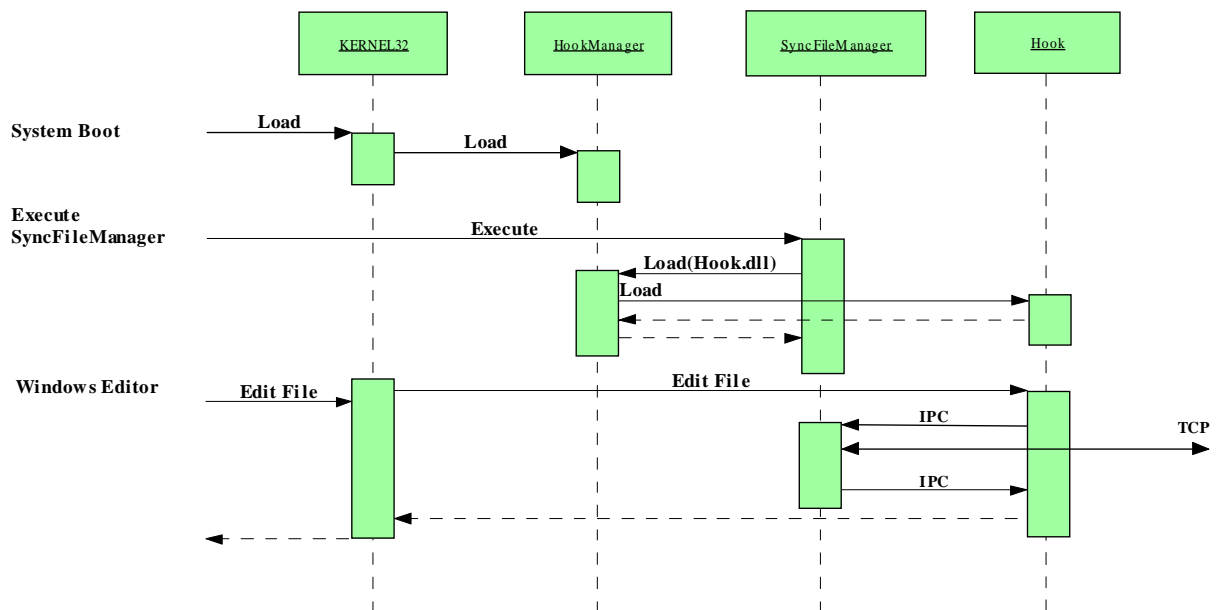 KERNEL32
HookManager
SyncFileManager
Hook
System Boot
Load
Load
Execute
SyncFileManager
Execute
Load(Hook.dll)
Load
Windows Editor
Edit File
Edit File
IPC
TCP
IPC